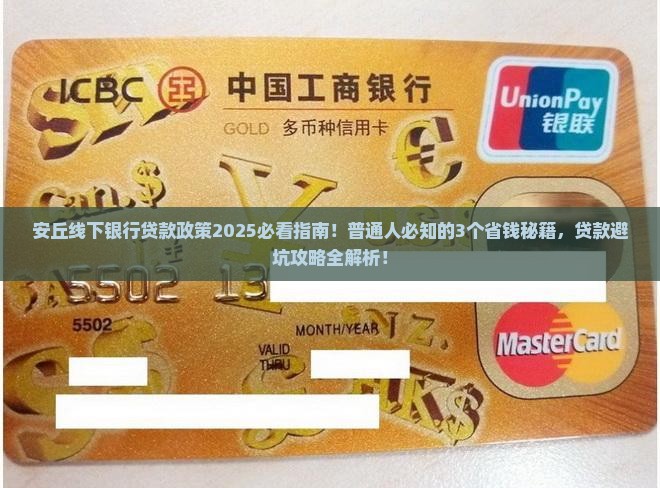 ICBC 中国工商银行
GOLD 多币种信用卡
UnionPay
银联
安丘线下银行贷款政策2025必看指南！普通人必知的3个省钱秘籍，贷款避
坑攻略全解析！
5502 13
5502
MONTH/YEAR
VALID
THRU
MasterCard